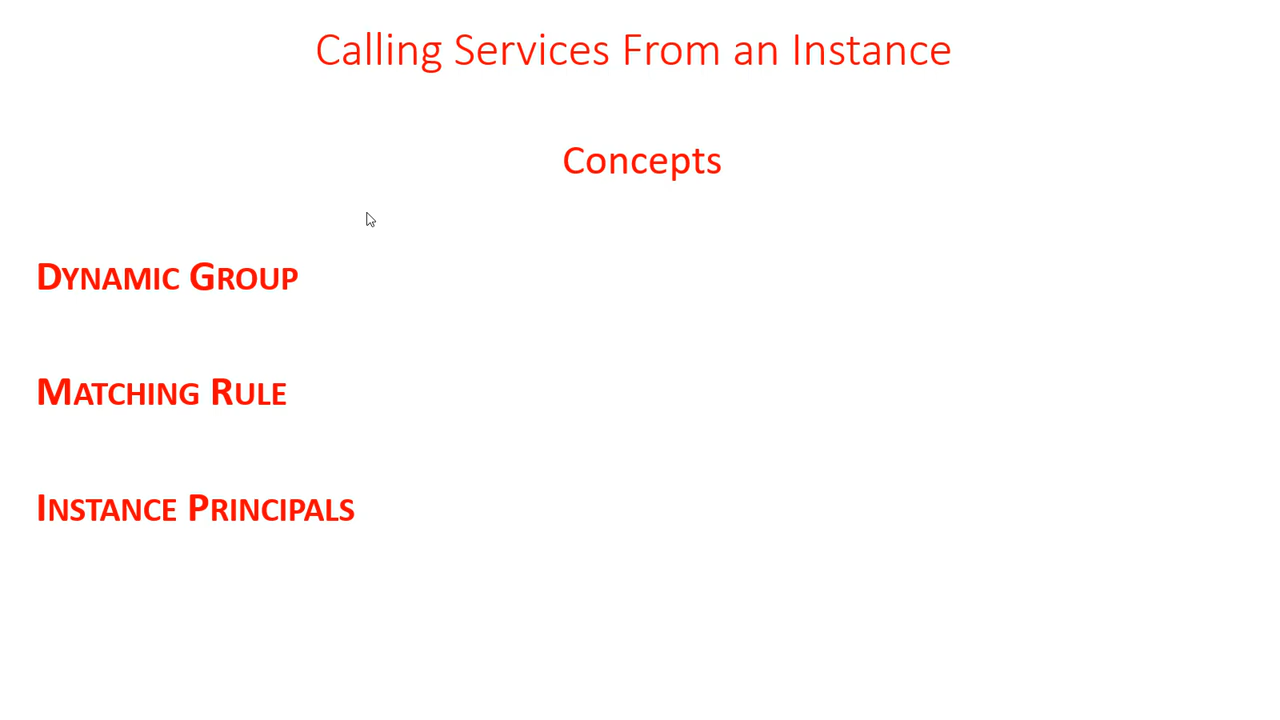 Calling Services From an Instance
Concepts
DYNAMIC GROUP
MATCHING RULE
INSTANCE PRINCIPALS